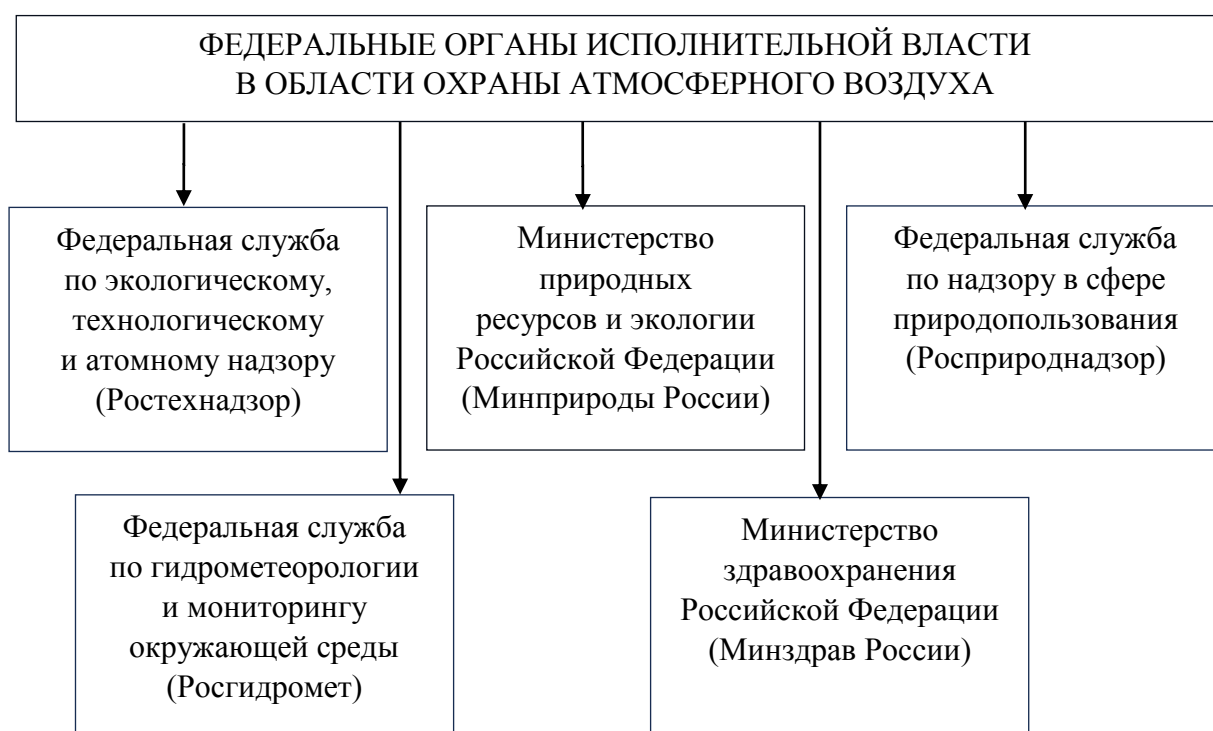 ФЕДЕРАЛЬНЫЕ ОРГАНЫ ИСПОЛНИТЕЛЬНОЙ ВЛАСТИ
В ОБЛАСТИ ОХРАНЫ АТМОСФЕРНОГО ВОЗДУХА
Федеральная служба
по экологическому,
технологическому
и атомному надзору
(Ростехнадзор)
Министерство
природных
ресурсов и экологии
Российской Федерации
(Минприроды России)
Федеральная служба
по надзору в сфере
природопользования
(Росприроднадзор)
Федеральная служба
по гидрометеорологии
и мониторингу
окружающей среды
(Росгидромет)
Министерство
здравоохранения
Российской Федерации
(Минздрав России)